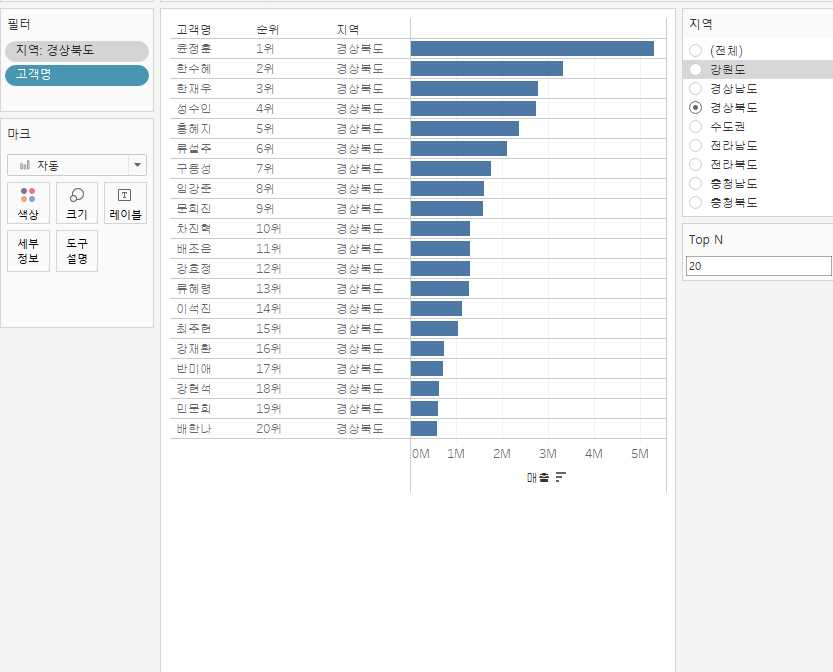 필터
지역: 경상북도
고객명
마크
자동
색상 크기 레이블
세부 정보
도구 설명
고객명 순위 지역
윤정훈 1위 경상북도
한수혜 2위 경상북도
한재우 3위 경상북도
성수인 4위 경상북도
홍혜지 5위 경상북도
류설주 6위 경상북도
구용성 7위 경상북도
임강준 8위 경상북도
문희진 9위 경상북도
차진혁 10위 경상북도
배조은 11위 경상북도
강효정 12위 경상북도
류혜령 13위 경상북도
이석진 14위 경상북도
최주현 15위 경상북도
강재환 16위 경상북도
반미애 17위 경상북도
강현석 18위 경상북도
민문희 19위 경상북도
배한나 20위 경상북도
0M 1M 2M 3M 4M 5M
매출
지역
(전체)
강원도
경상남도
경상북도
수도권
전라남도
전라북도
충청남도
충청북도
Top N
20